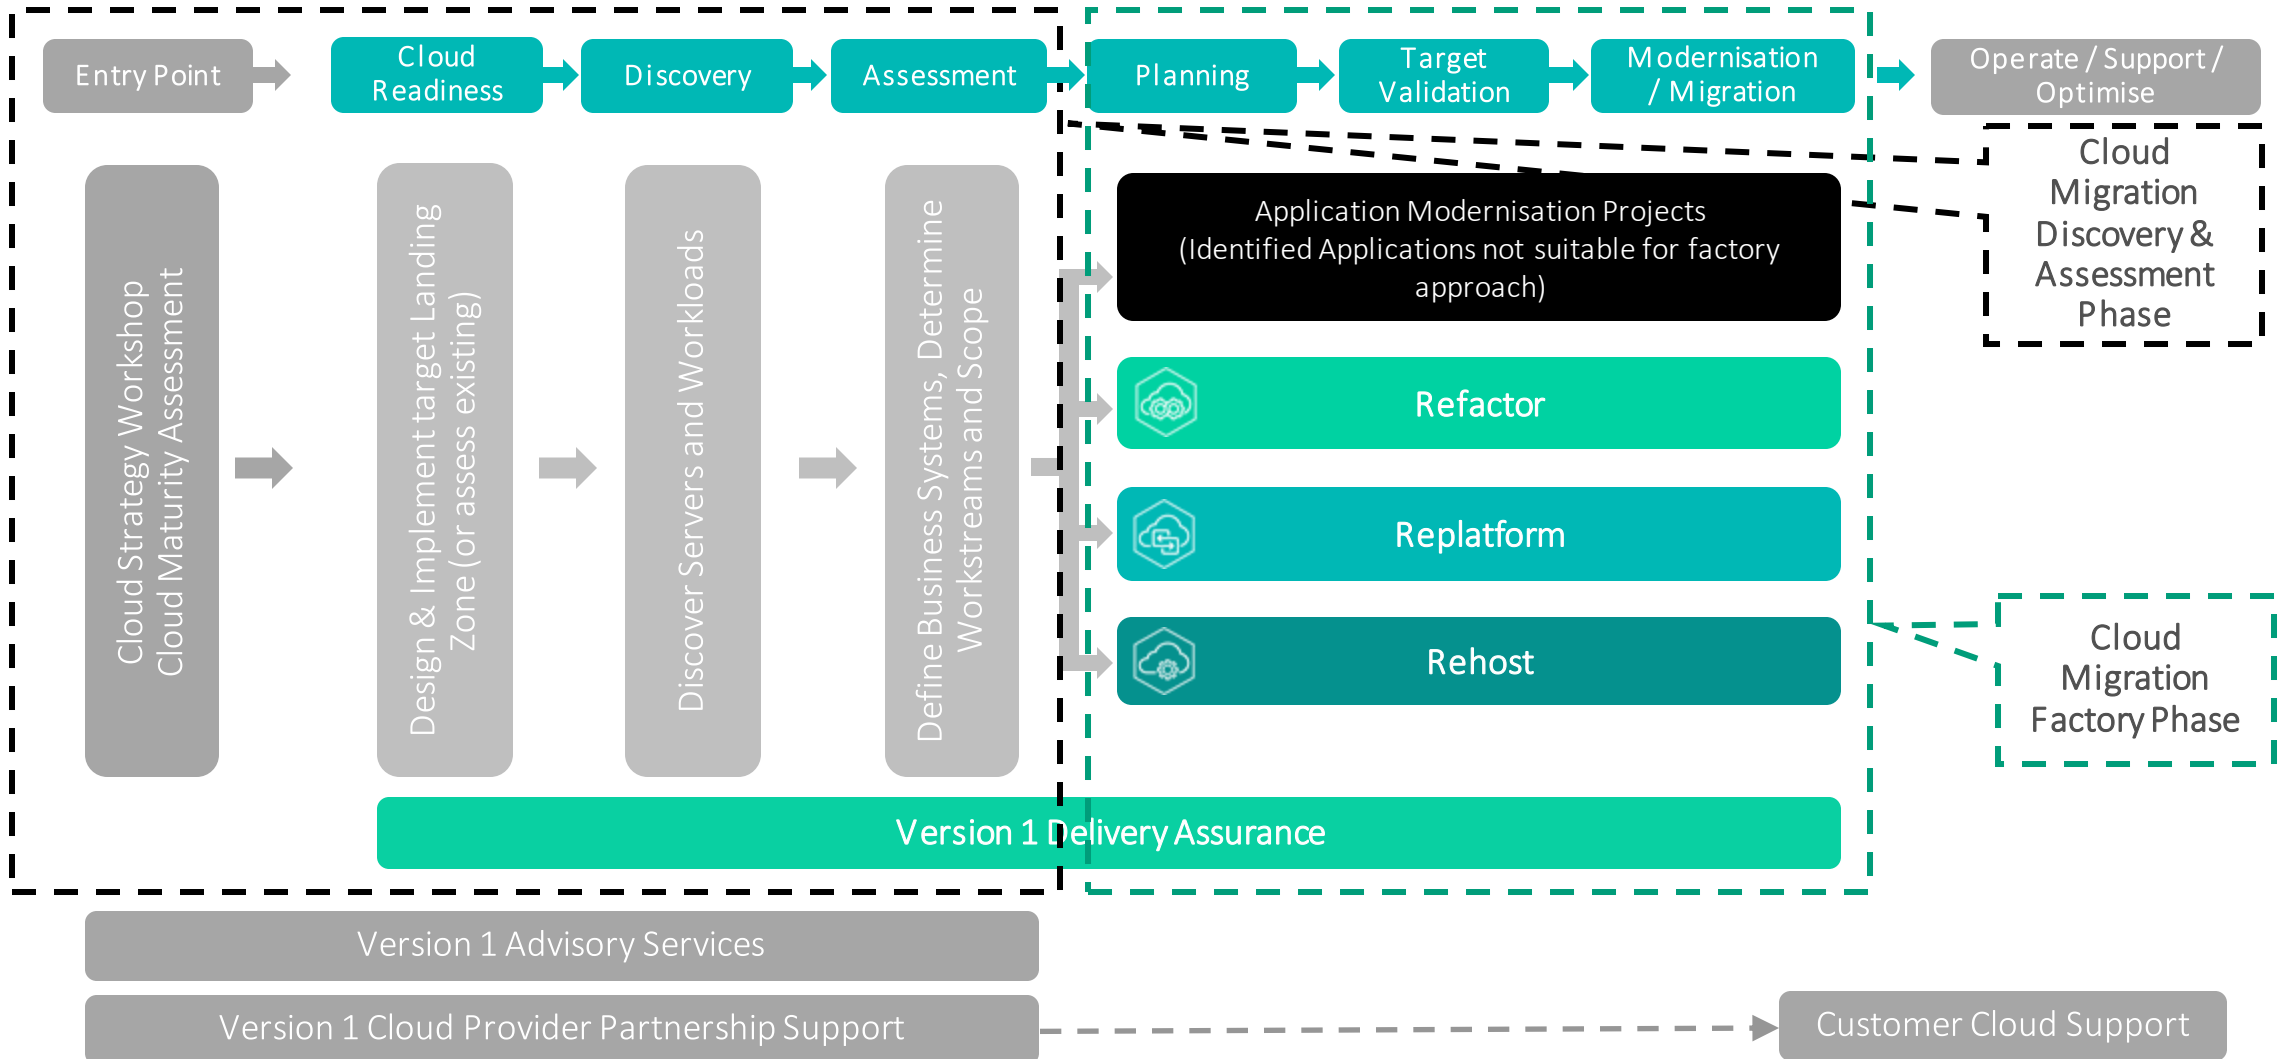 Entry Point
Cloud
Readiness
Discovery
Assessment
Planning
Target
Validation
Modernisation
/ Migration
Operate / Support /
Optimise
Cloud Strategy Workshop
Cloud Maturity Assessment
Design & Implement target Landing
Zone (or assess existing)
Discover Servers and Workloads
Define Business Systems, Determine
Workstreams and Scope
Application Modernisation Projects
(Identified Applications not suitable for factory
approach)
Refactor
Replatform
Rehost
Cloud
Migration
Discovery &
Assessment
Phase
Cloud
Migration
Factory Phase
Version 1 Delivery Assurance
Version 1 Advisory Services
Version 1 Cloud Provider Partnership Support
Customer Cloud Support